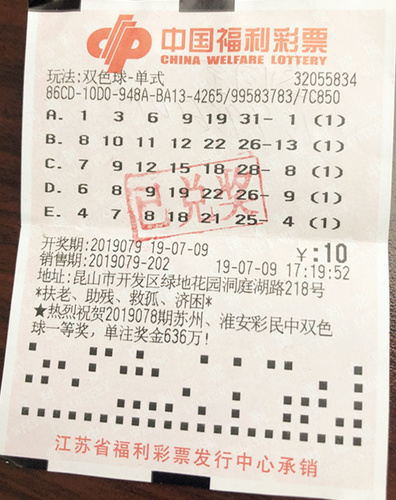 中国福利彩票
CHINA WELFARE LOTTERY
玩法:双色球-单式 32055834
86CD-10D0-948A-BA13-4265/99583783/7C850
A. 1 3 6 9 19 31- 1 (1)
B. 8 10 11 12 22 26-13 (1)
C. 7 9 12 15 18 28- 8 (1)
D. 6 8 9 19 22 26- 9 (1)
E. 4 7 8 18 21 25- 4 (1)
已兑奖
开奖期:2019079 19-07-09 ¥:10
销售期:2019079-202 19-07-09 17:19:52
地址:昆山市开发区绿地花园洞庭湖路218号
*扶老、助残、救孤、济困*
★热烈祝贺2019078期苏州、淮安彩民中双色
球一等奖,单注奖金636万!
江苏省福利彩票发行中心承销